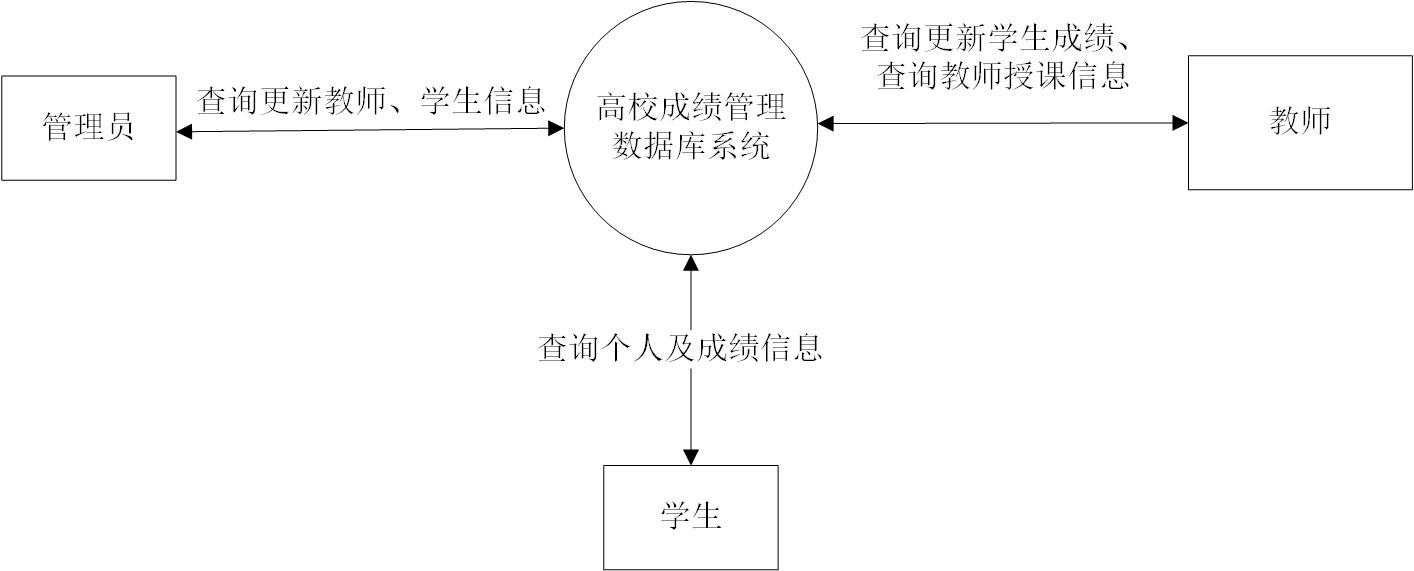 查询更新学生成绩、
查询教师授课信息
管理员
查询更新教师、学生信息
高校成绩管理
数据库系统
教师
查询个人及成绩信息
学生